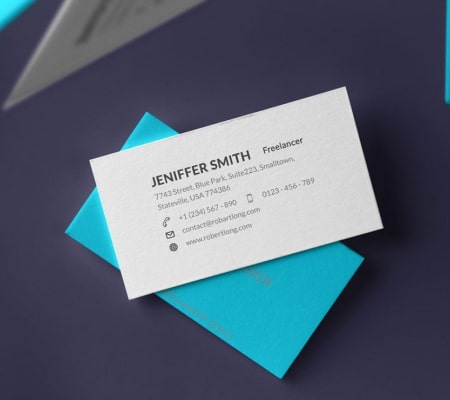 JENIFFER SMITH Freelancer
7743 Street, Blue Park, Suite223, Smalltown,
Stateville, USA 774386
+1 (234) 567 - 890 0123 - 456 - 789
contact@robartlong.com
www.robertlong.com